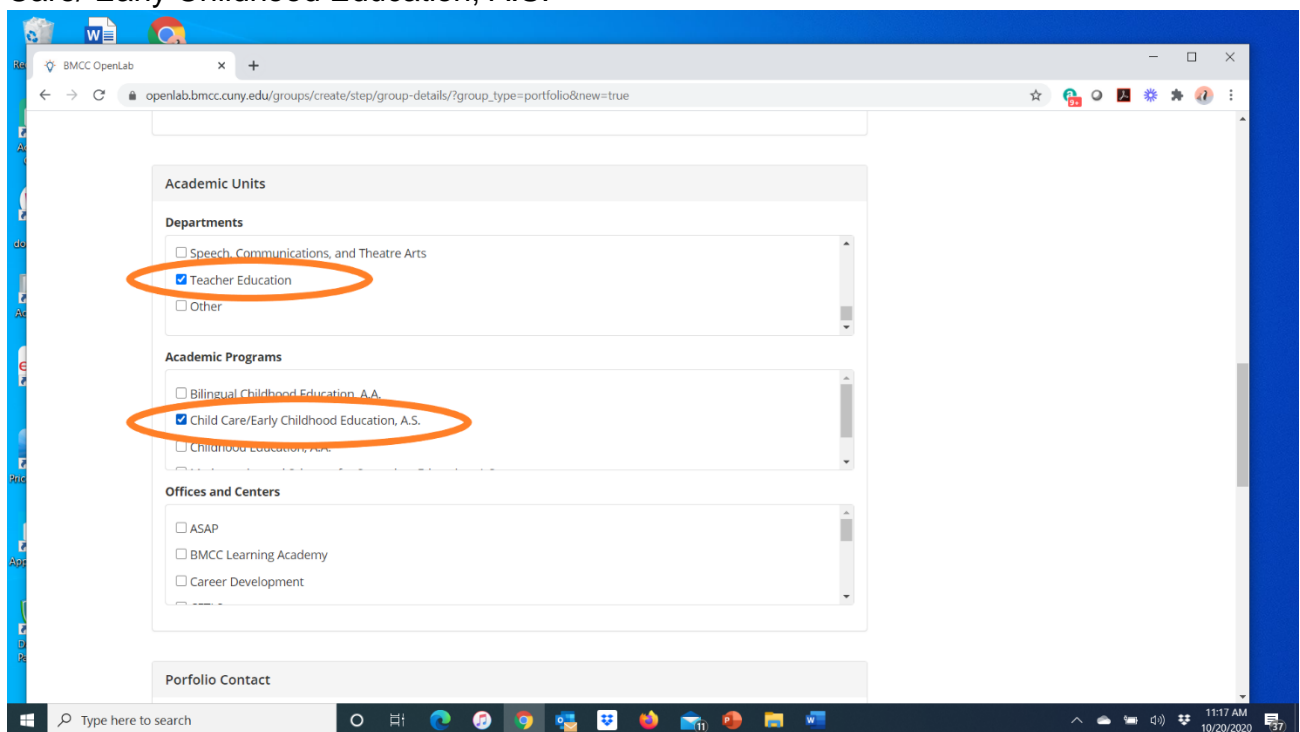 Care/ Early Childhood Education, A.S.
BMCC OpenLab
openlab.bmcc.cuny.edu/groups/create/step/group-details/?group_type=portfolio&new=true
9+
Academic Units
Departments
Speech, Communications, and Theatre Arts
Teacher Education
Other
Academic Programs
Bilingual Childhood Education, A.A.
Child Care/Early Childhood Education, A.S.
Childhood Education, A.A.
Offices and Centers
ASAP
BMCC Learning Academy
Career Development
Porfolio Contact
Type here to search
11
11:17 AM
10/20/2020
37